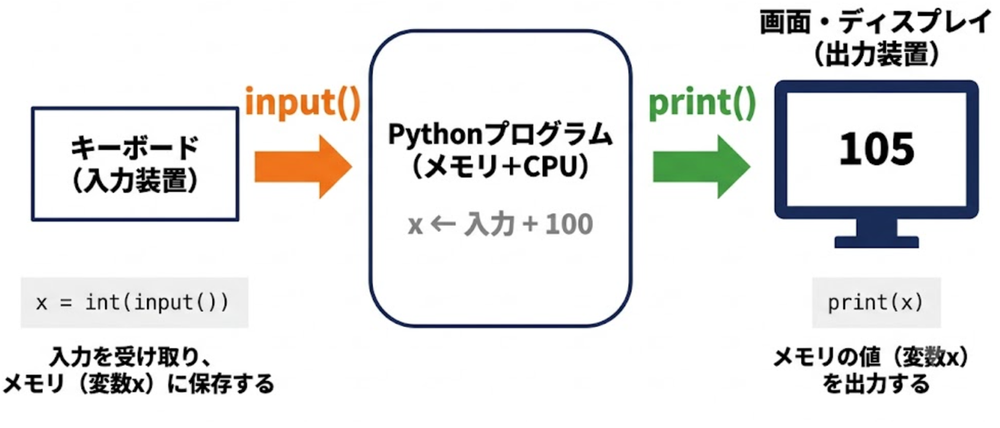 キーボード
（入力装置）
input()
Pythonプログラム
（メモリ+CPU）
x ← 入力 + 100
print()
画面・ディスプレイ
（出力装置）
105
x = int(input())
入力を受け取り、
メモリ（変数x）に保存する
print(x)
メモリの値（変数x）
を出力する